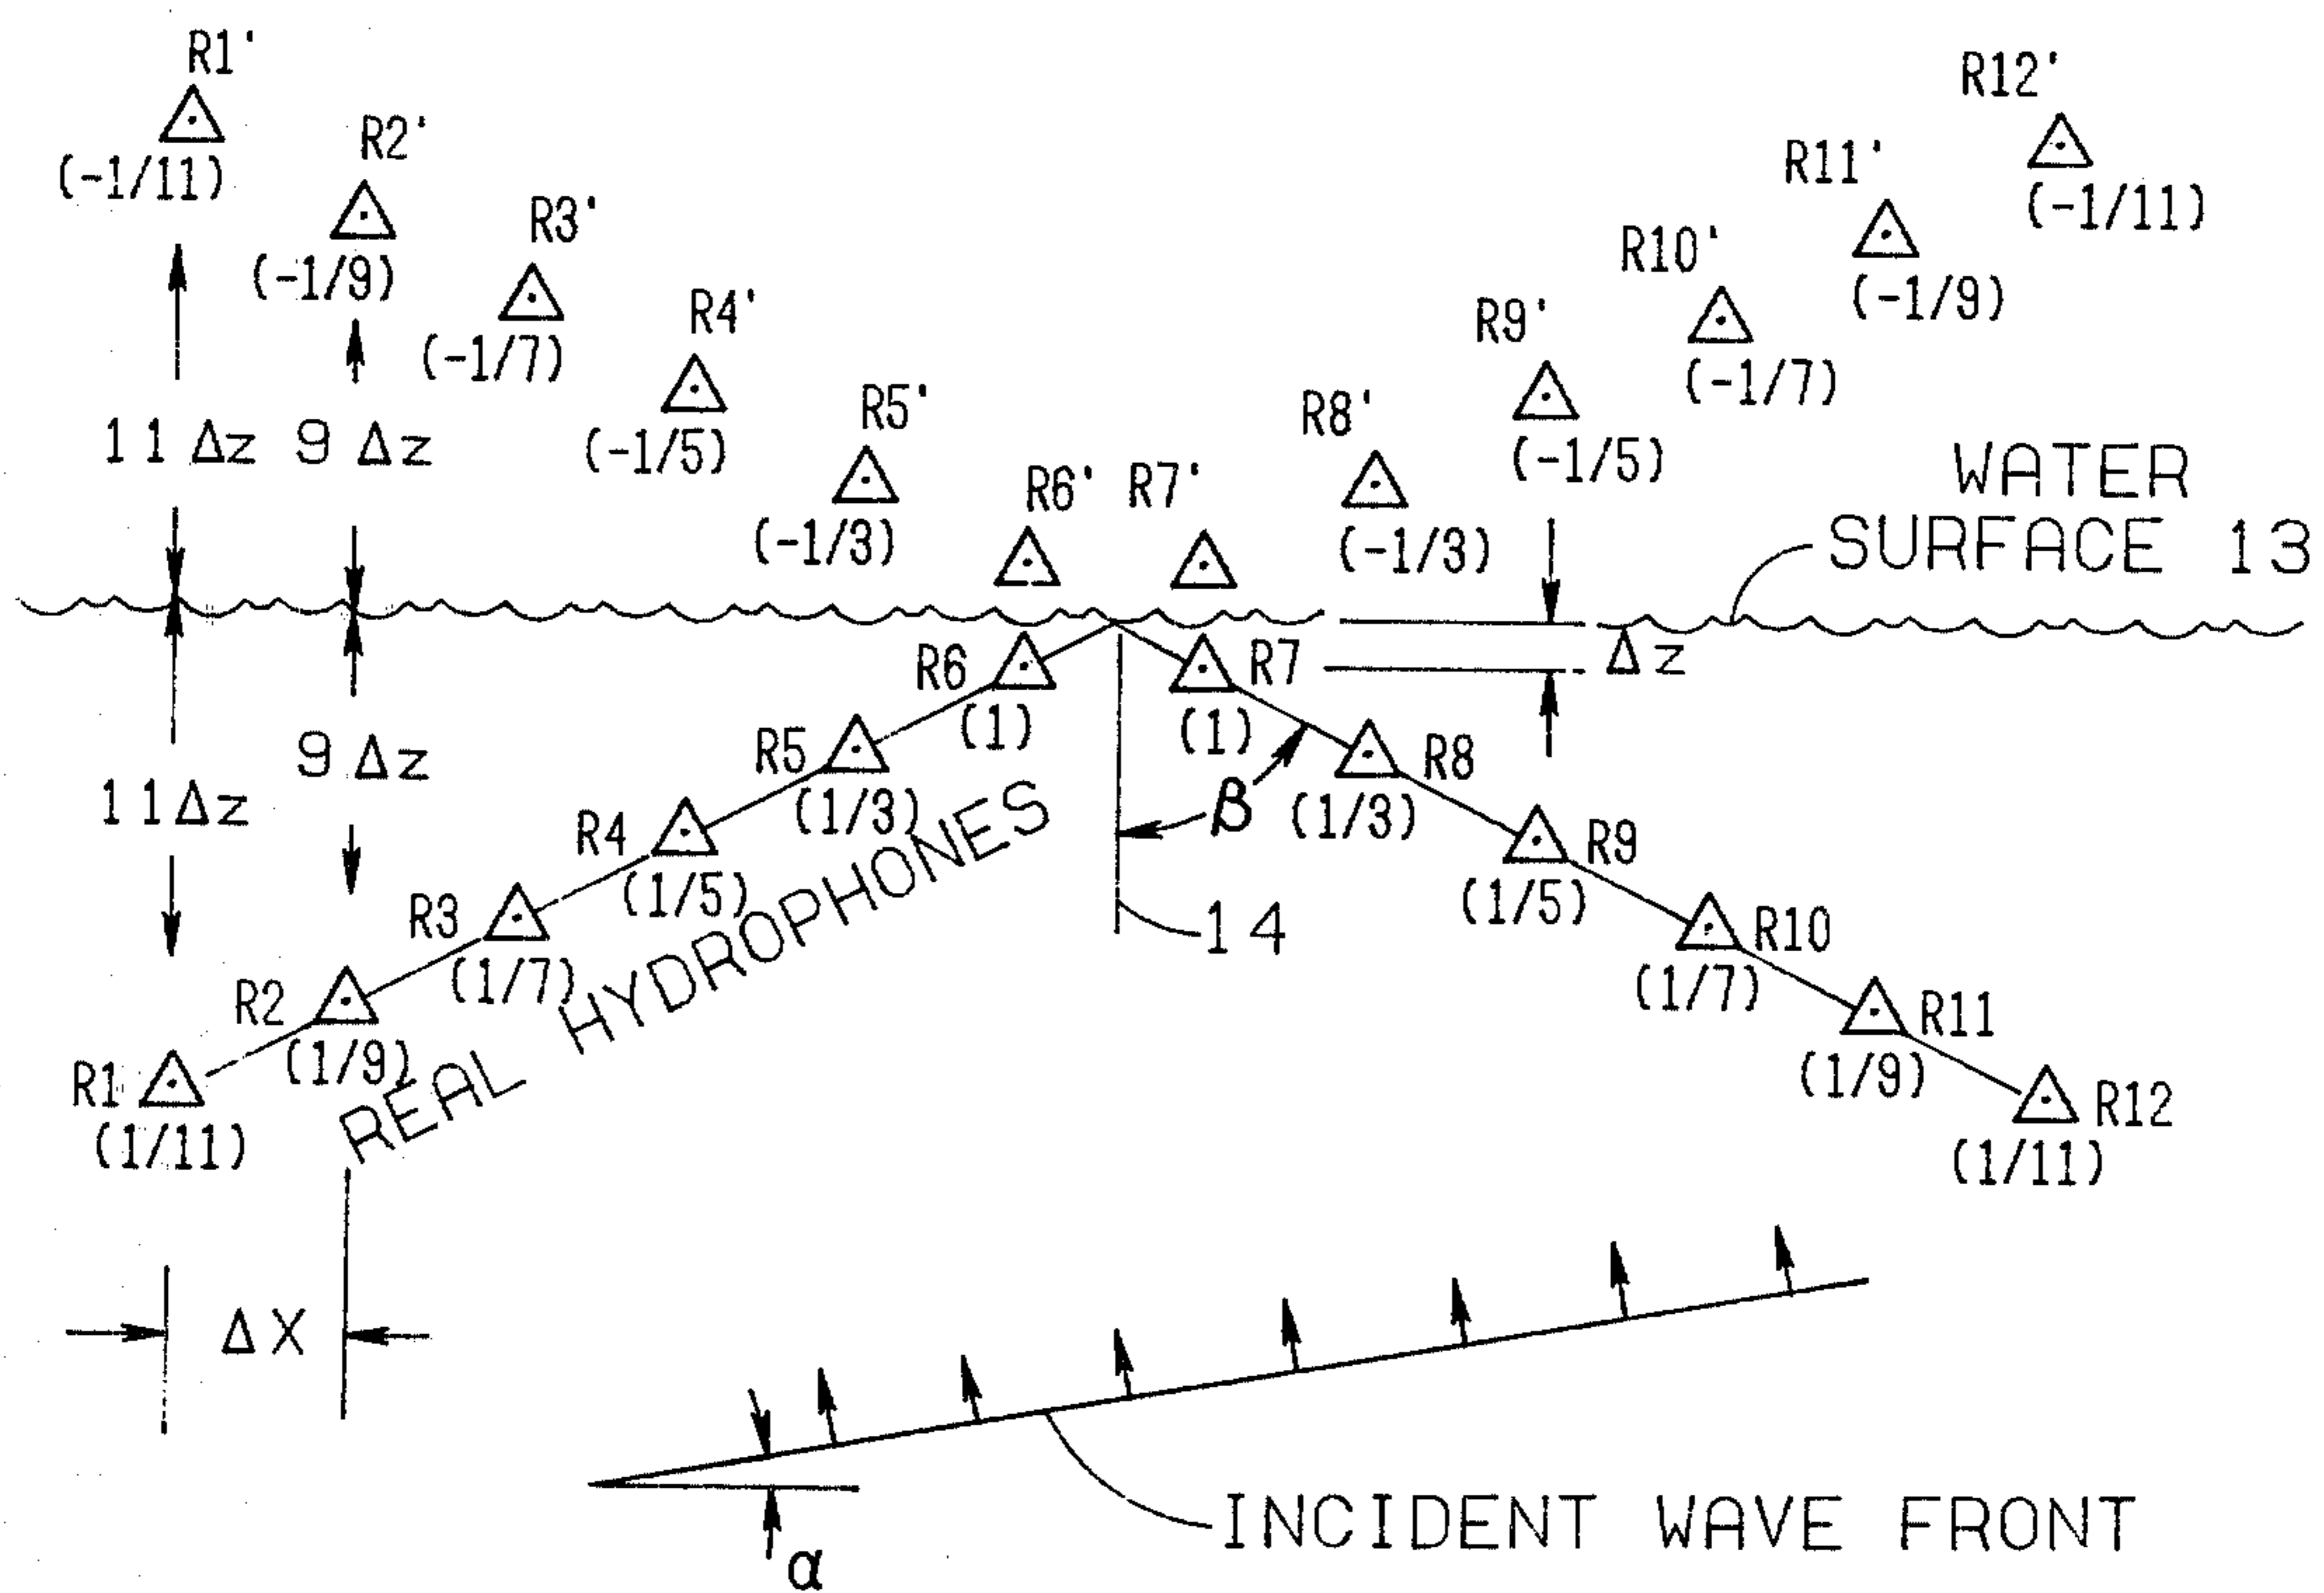 R1'
(-1/11)
R2'
(-1/9)
R3'
(-1/7)
R4'
(-1/5)
R5'
(-1/3)
R6'
R7'
R8'
(-1/3)
R9'
(-1/5)
R10'
(-1/7)
R11'
(-1/9)
R12'
(-1/11)
11 Δz
9 Δz
WATER
SURFACE 13
Δz
11Δz
9 Δz
R1
(1/11)
R2
(1/9)
R3
(1/7)
R4
(1/5)
R5
(1/3)
R6
(1)
R7
(1)
R8
(1/3)
R9
(1/5)
R10
(1/7)
R11
(1/9)
R12
(1/11)
REAL HYDROPHONES
β
14
ΔX
α
INCIDENT WAVE FRONT